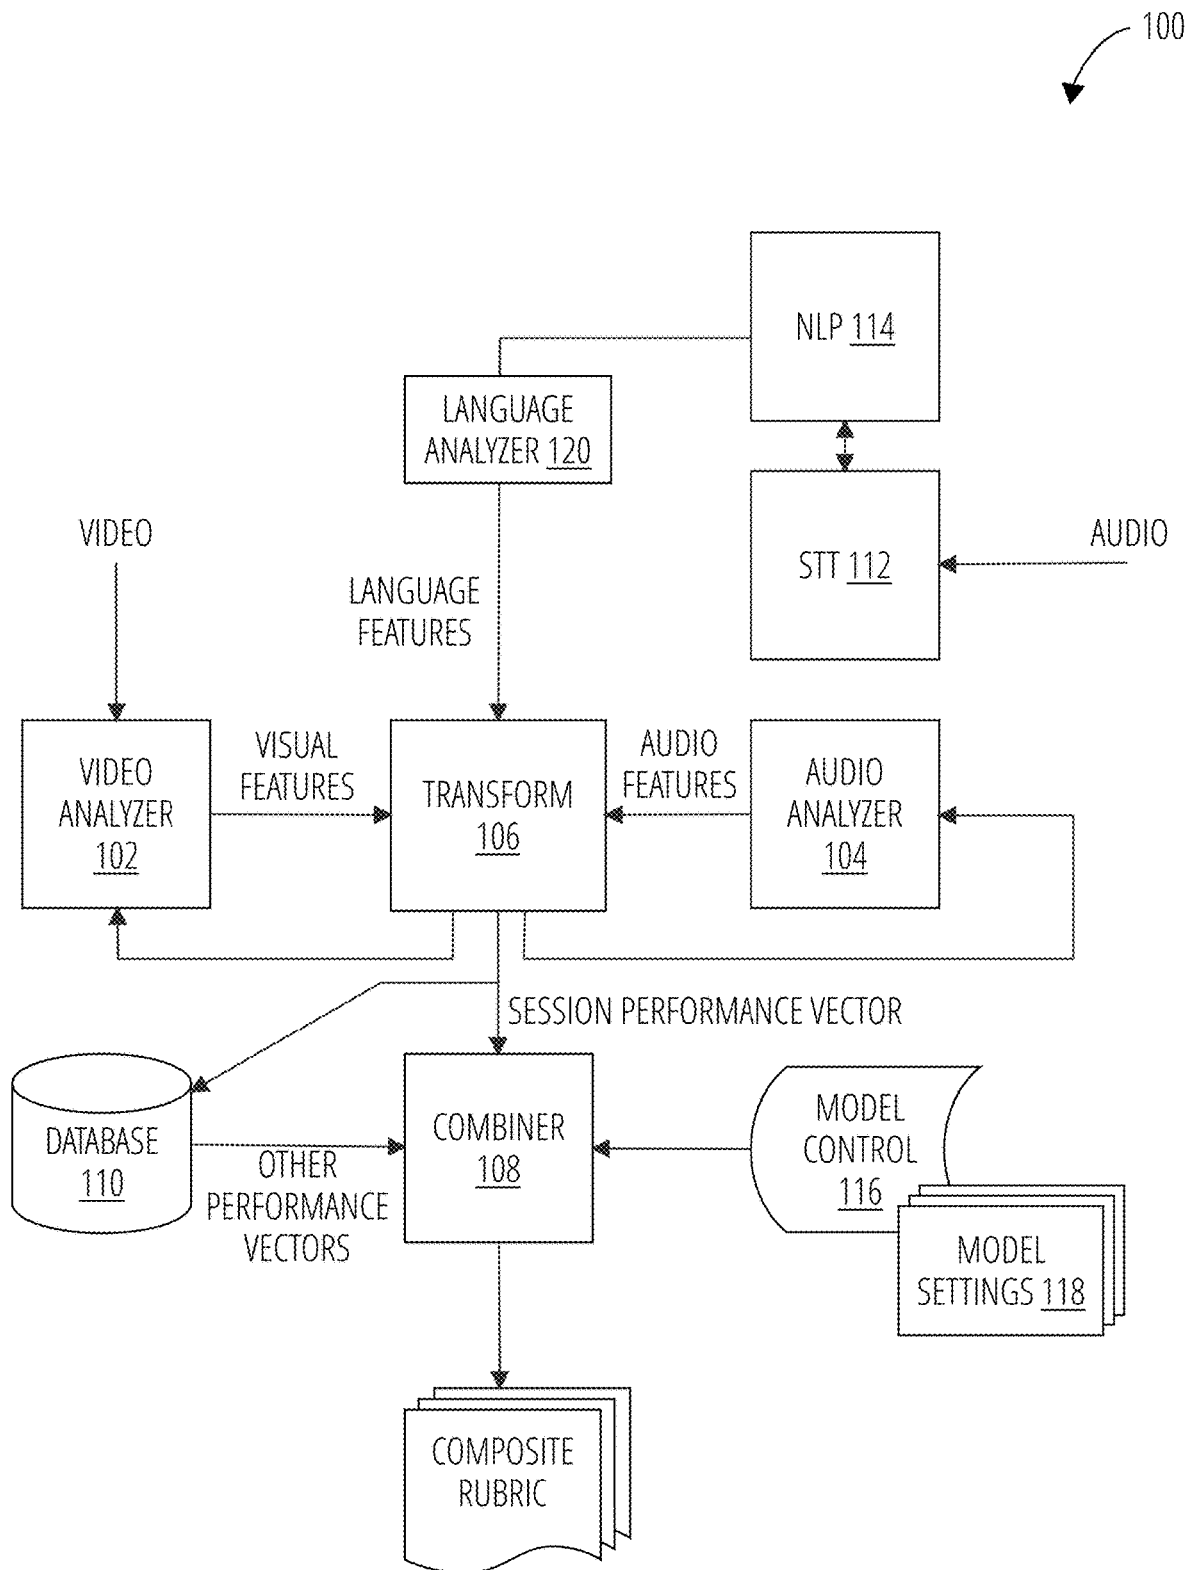 100
NLP 114
LANGUAGE
ANALYZER 120
VIDEO
STT 112
AUDIO
LANGUAGE
FEATURES
VIDEO
ANALYZER
102
VISUAL
FEATURES
TRANSFORM
106
AUDIO
FEATURES
AUDIO
ANALYZER
104
SESSION PERFORMANCE VECTOR
DATABASE
110
OTHER
PERFORMANCE
VECTORS
COMBINER
108
MODEL
CONTROL
116
MODEL
SETTINGS 118
COMPOSITE
RUBRIC